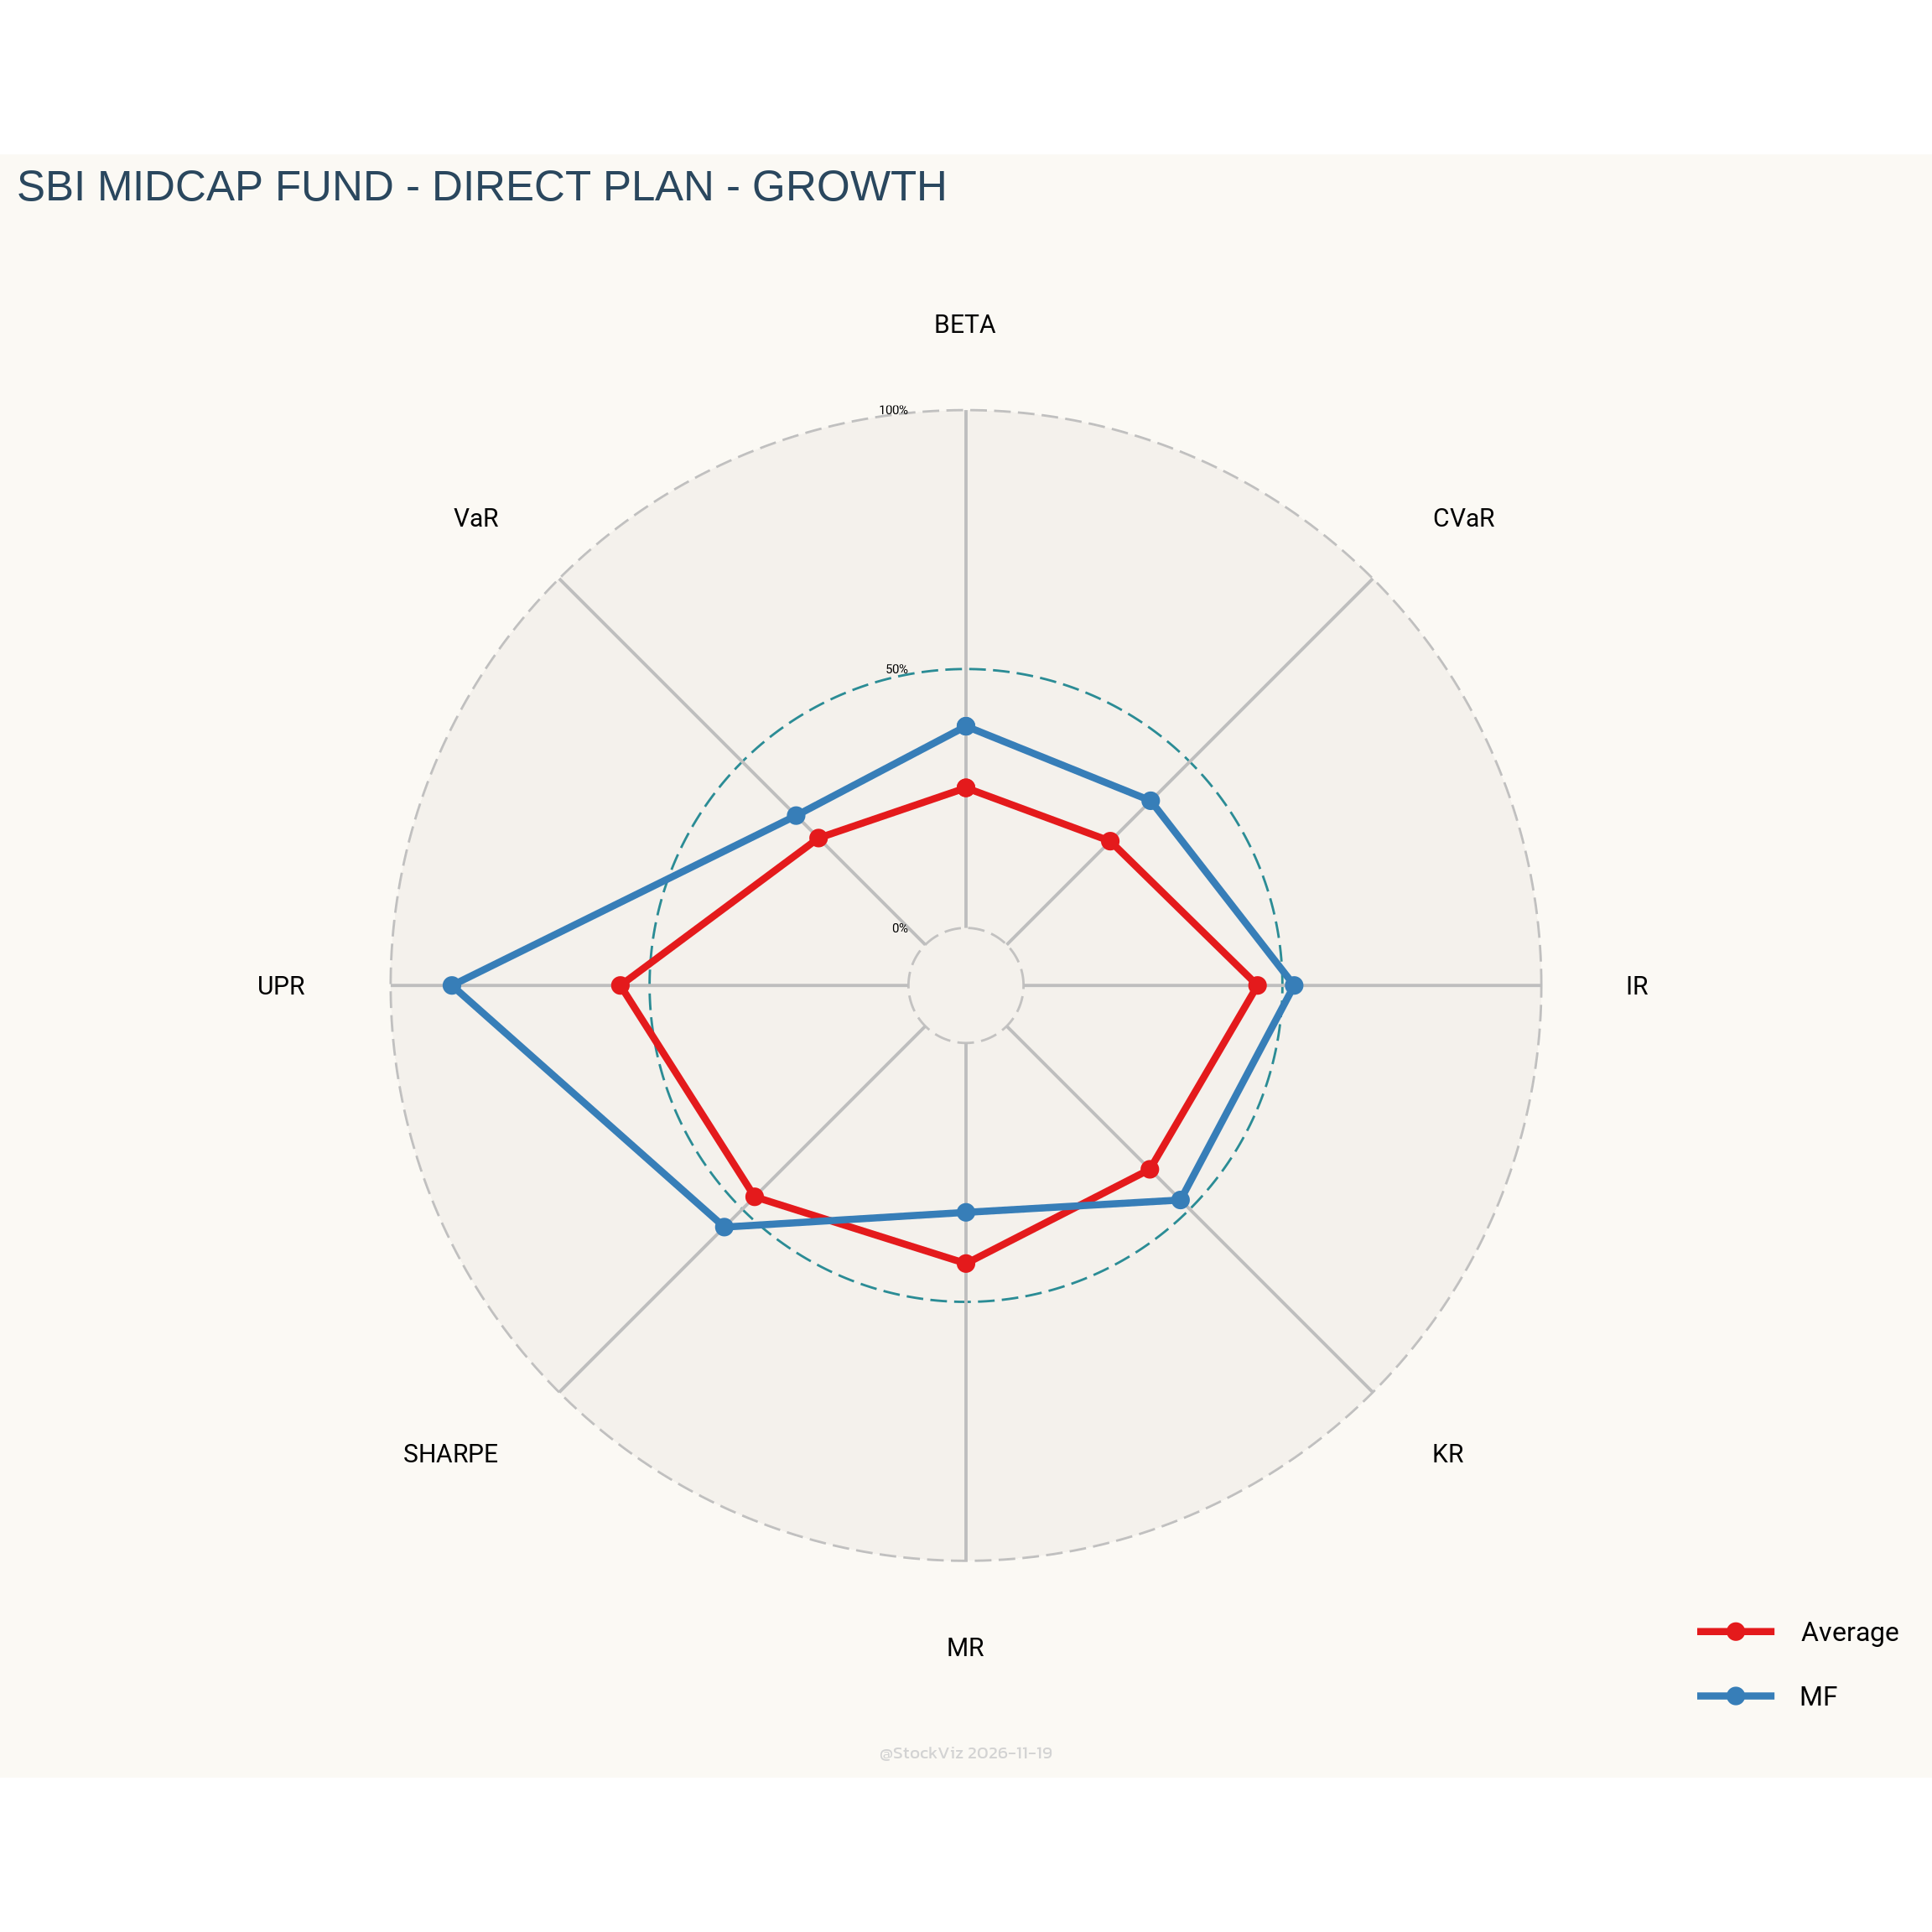 SBI MIDCAP FUND - DIRECT PLAN - GROWTH
BETA
100%
VaR
CVaR
50%
0%
UPR
IR
SHARPE
KR
MR
Average
MF
@StockViz 2026-11-19